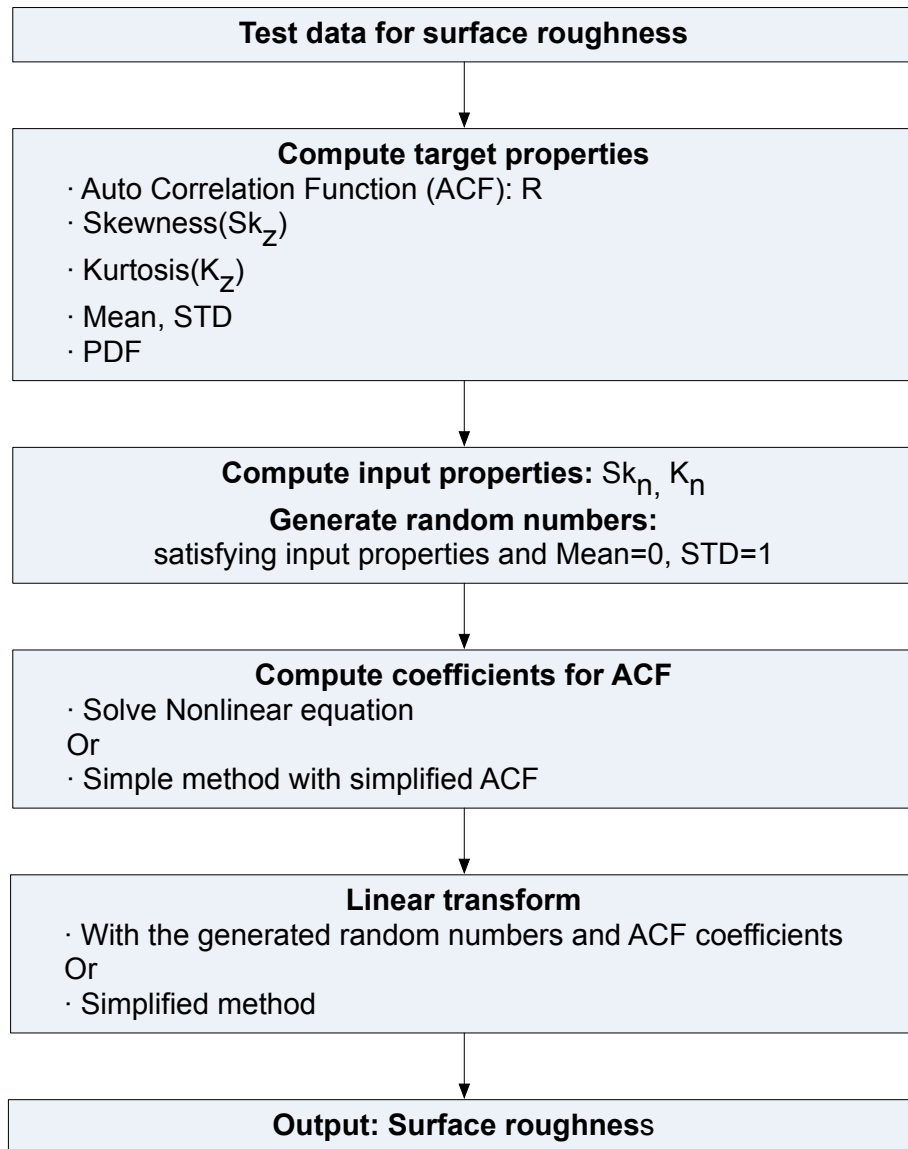 Test data for surface roughness
Compute target properties
· Auto Correlation Function (ACF): R
· Skewness(Skz)
· Kurtosis(Kz)
· Mean, STD
· PDF
Compute input properties: Skn, Kn
Generate random numbers:
satisfying input properties and Mean=0, STD=1
Compute coefficients for ACF
· Solve Nonlinear equation
Or
· Simple method with simplified ACF
Linear transform
· With the generated random numbers and ACF coefficients
Or
· Simplified method
Output: Surface roughness